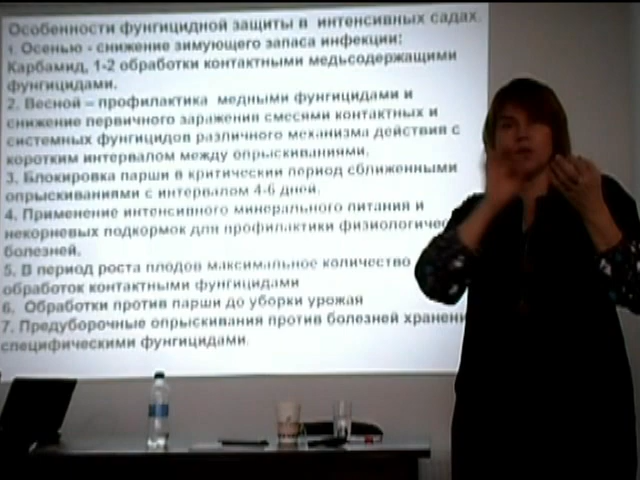 Особенности фунгицидной защиты в интенсивных садах.
1. Осенью - снижение зимующего запаса инфекции:
Карбамид, 1-2 обработки контактными медьсодержащими
фунгицидами.
2. Весной – профилактика медными фунгицидами и
снижение первичного заражения смесями контактных и
системных фунгицидов различного механизма действия с
коротким интервалом между опрыскиваниями.
3. Блокировка парши в критический период сближенными
опрыскиваниями с интервалом 4-6 дней.
4. Применение интенсивного минерального питания и
некорневых подкормок для профилактики физиологичес
болезней.
5. В период роста плодов максимальное количество
обработок контактными фунгицидами
6. Обработки против парши до уборки урожая
7. Предуборочные опрыскивания против болезней хранени
специфическими фунгицидами.